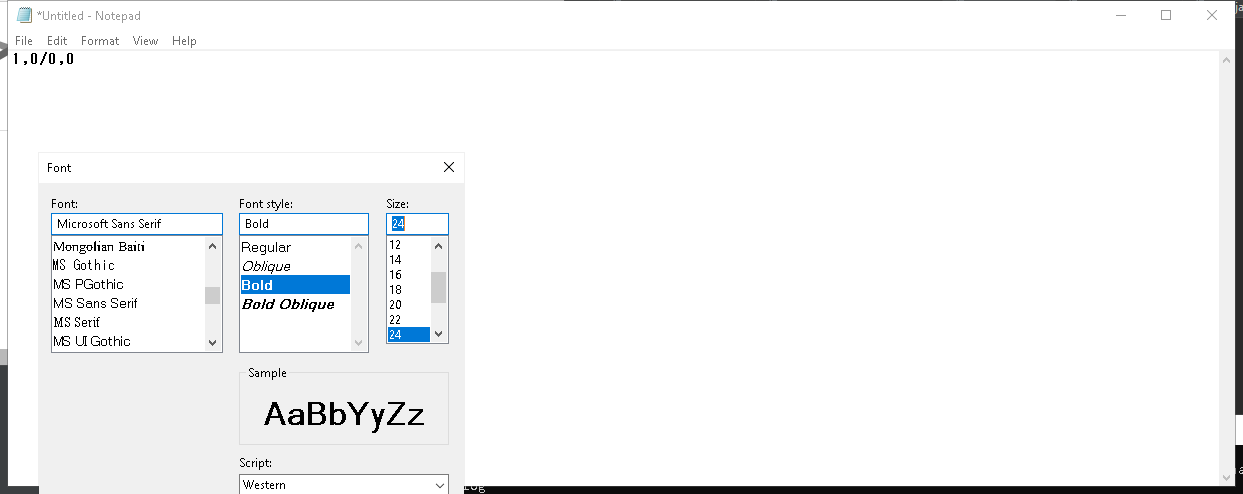 *Untitled - Notepad
File Edit Format View Help
1,0/0,0
Font
Font: Font style: Size:
Microsoft Sans Serif Bold 24
Mongolian Baiti Regular 12
MS Gothic Oblique 14
MS PGothic Bold 16
MS Sans Serif Bold Oblique 18
MS Serif 20
MS UI Gothic 22
24
Sample
AaBbYyZz
Script:
Western